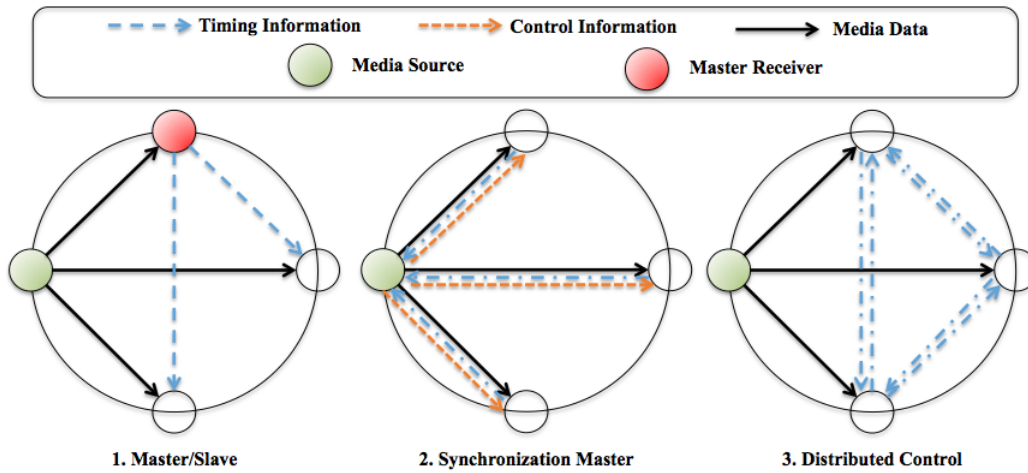 Timing Information Control Information Media Data
Media Source Master Receiver
1. Master/Slave 2. Synchronization Master 3. Distributed Control